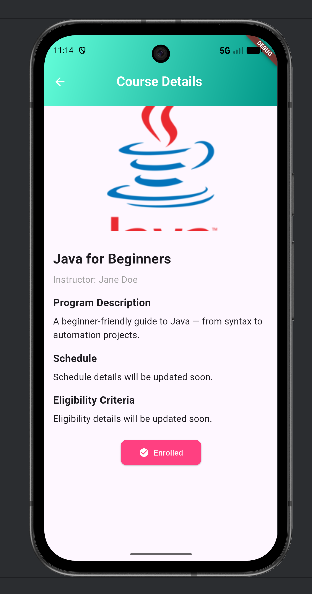 11:14
5G
DEBUG
Course Details
Java™
Java for Beginners
Instructor: Jane Doe
Program Description
A beginner-friendly guide to Java — from syntax to
automation projects.
Schedule
Schedule details will be updated soon.
Eligibility Criteria
Eligibility details will be updated soon.
Enrolled